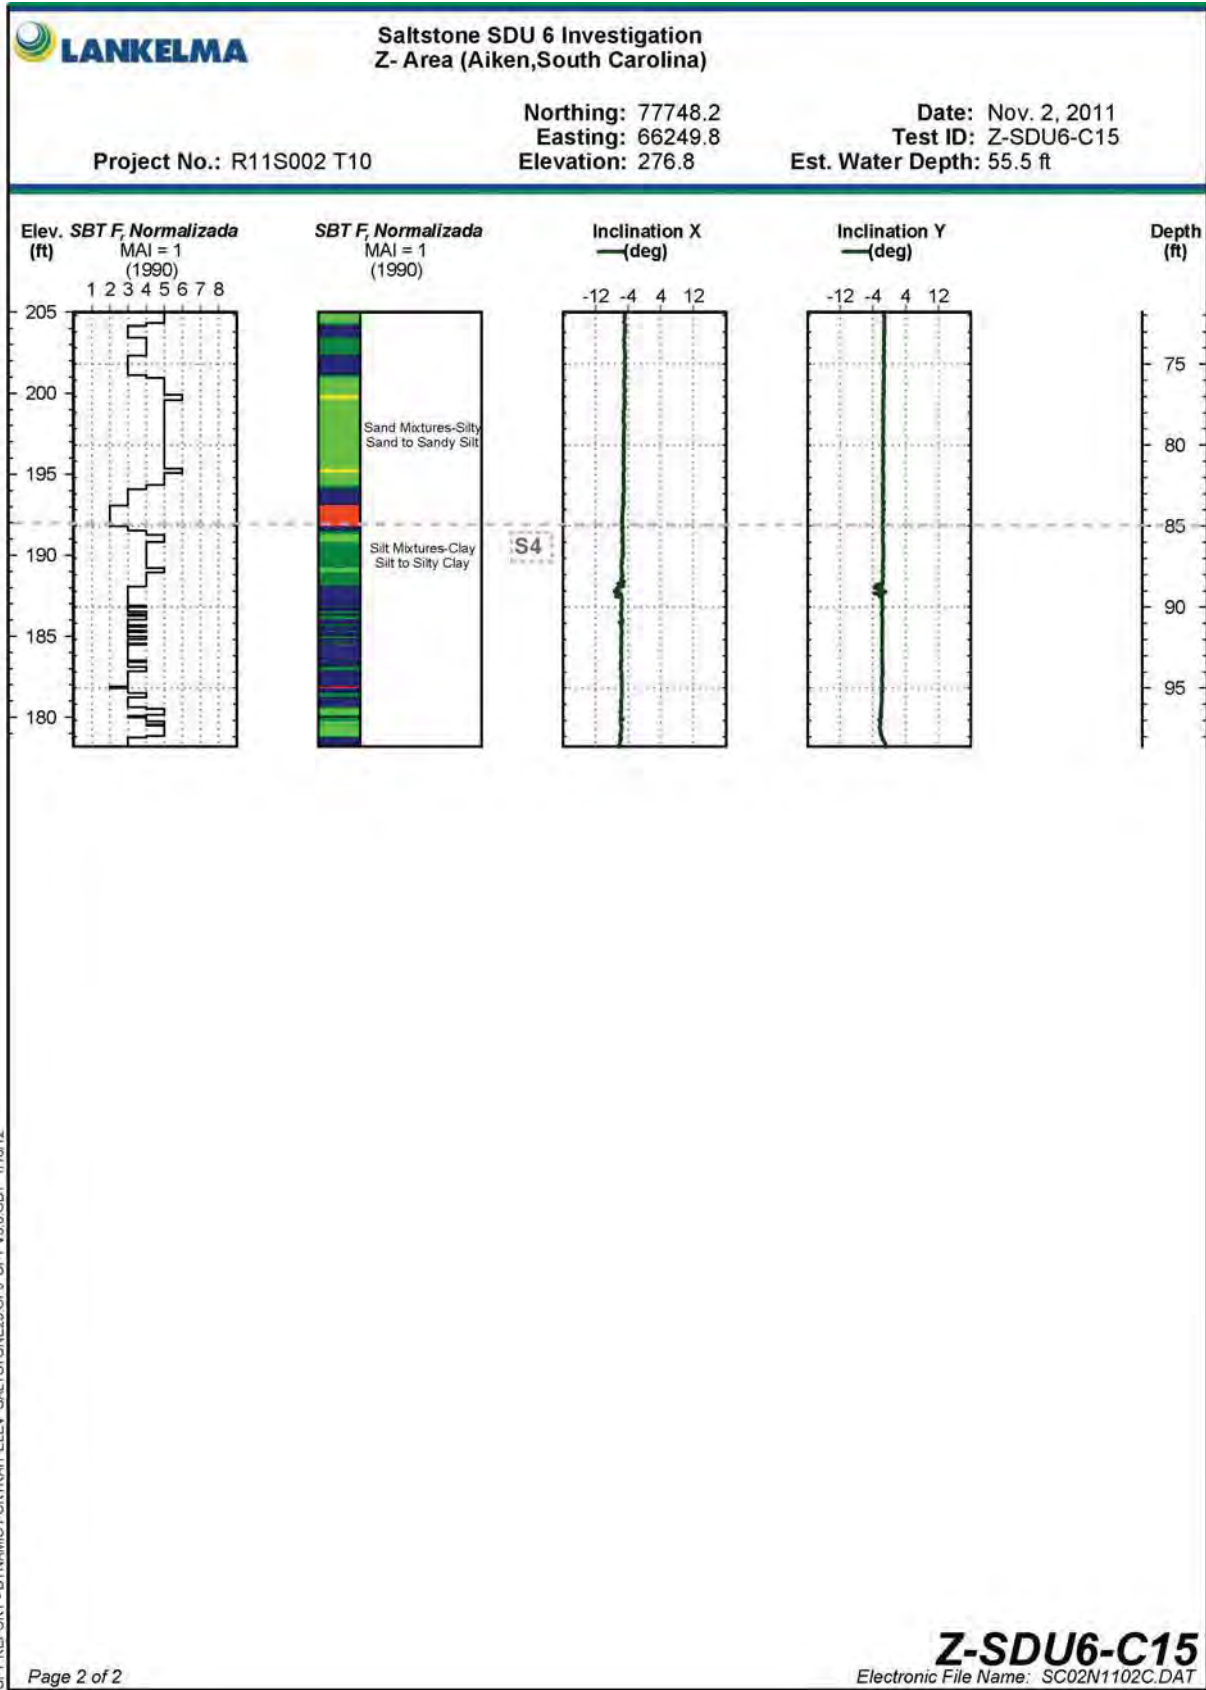 LANKELMA
Saltstone SDU 6 Investigation
Z- Area (Aiken,South Carolina)
Northing: 77748.2
Easting: 66249.8
Elevation: 276.8
Date: Nov. 2, 2011
Test ID: Z-SDU6-C15
Est. Water Depth: 55.5 ft
Project No.: R11S002 T10
Elev.
(ft)
SBT Fr Normalizada
MAI = 1
(1990)
1 2 3 4 5 6 7 8
SBT Fr Normalizada
MAI = 1
(1990)
Inclination X
(deg)
-12 -4 4 12
Inclination Y
(deg)
-12 -4 4 12
Depth
(ft)
205
200
195
190
185
180
Sand Mixtures-Silty
Sand to Sandy Silt
Silt Mixtures-Clay
Silt to Silty Clay
S4
75
80
85
90
95
Z-SDU6-C15
Page 2 of 2
Electronic File Name: SC02N1102C.DAT